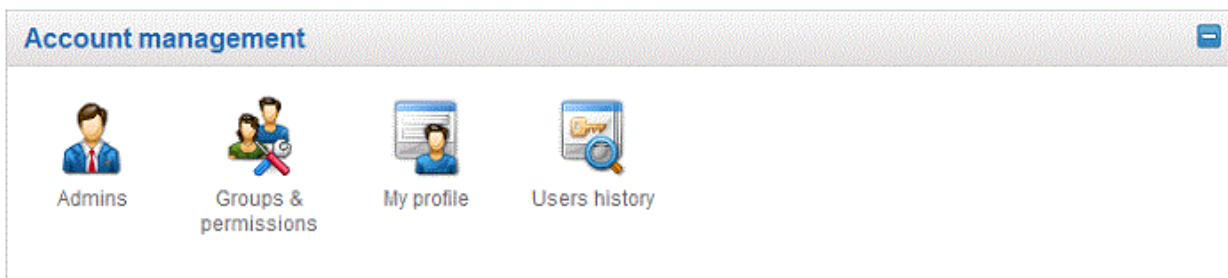 Account management
Admins
Groups &
permissions
My profile
Users history